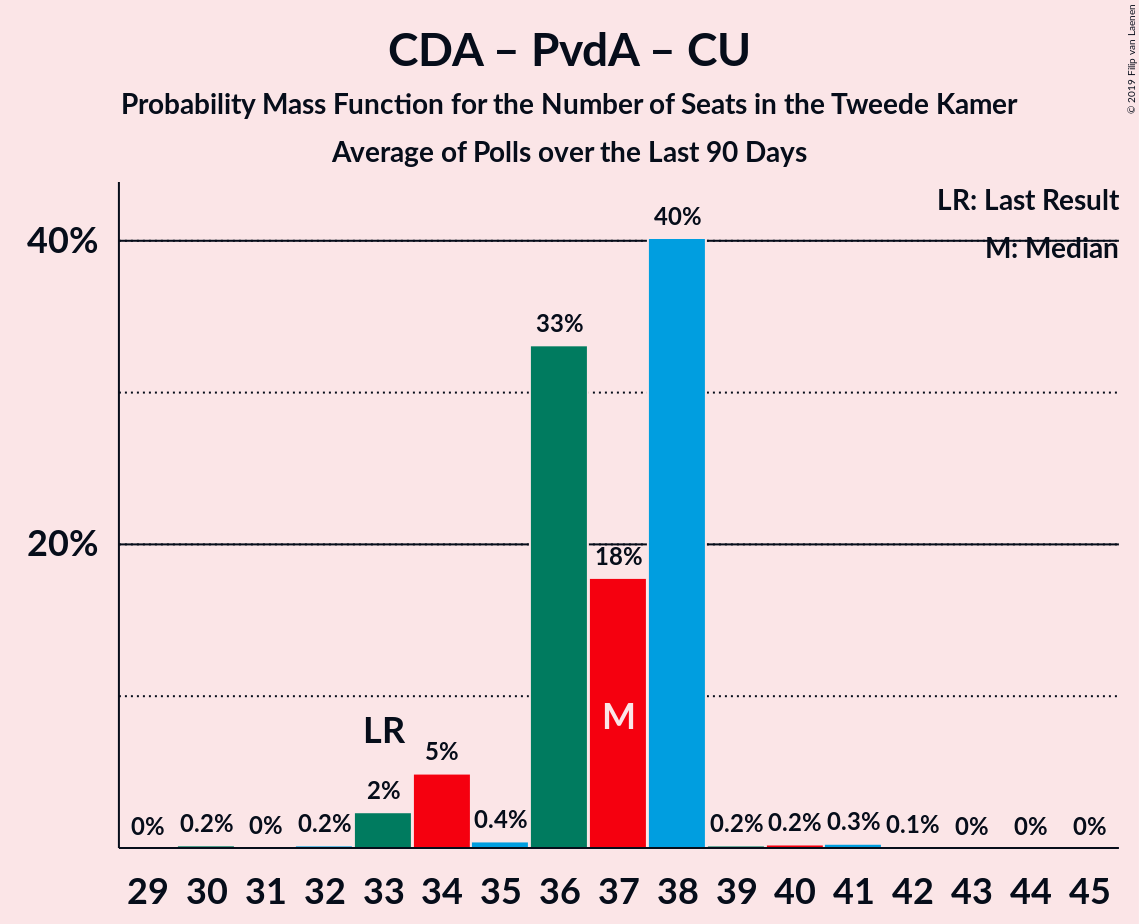 CDA – PvdA – CU
Probability Mass Function for the Number of Seats in the Tweede Kamer
Average of Polls over the Last 90 Days
© 2019 Filip van Laenen
LR: Last Result
M: Median
40%
20%
0%
0.2%
0%
0.2%
2%
LR
5%
0.4%
33%
18%
M
40%
0.2%
0.2%
0.3%
0.1%
0%
0%
0%
29 30 31 32 33 34 35 36 37 38 39 40 41 42 43 44 45